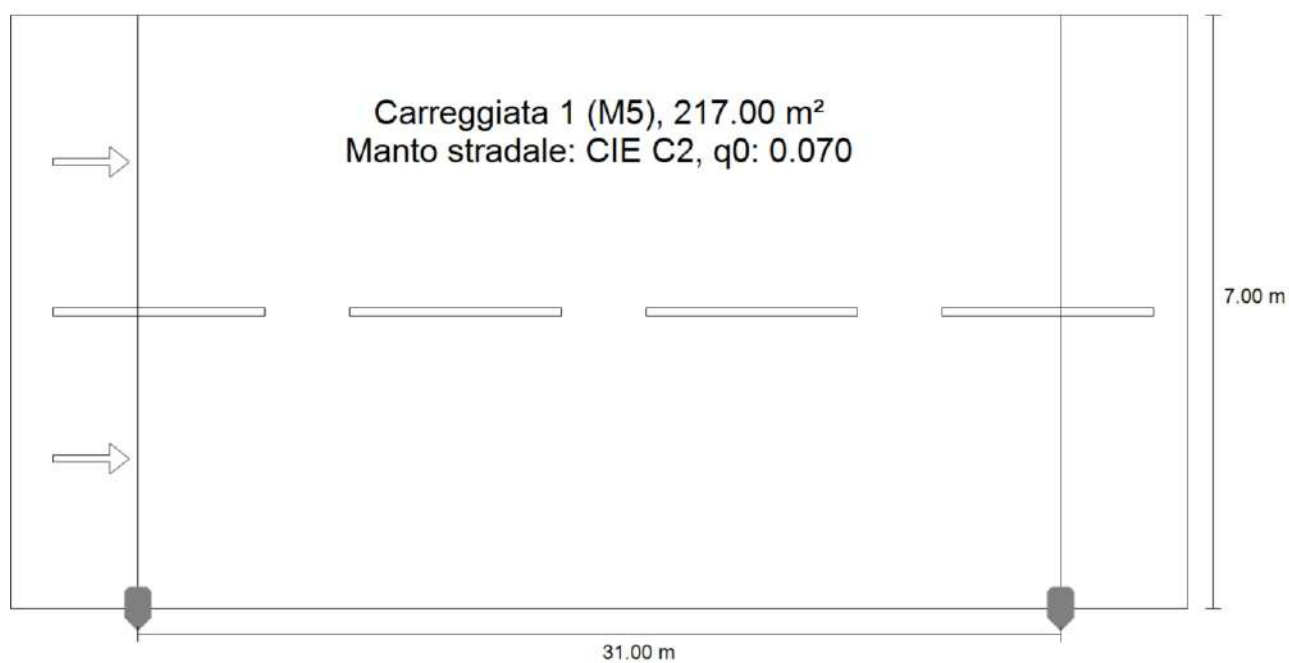 Carreggiata 1 (M5), 217.00 m²
Manto stradale: CIE C2, q0: 0.070
7.00 m
31.00 m